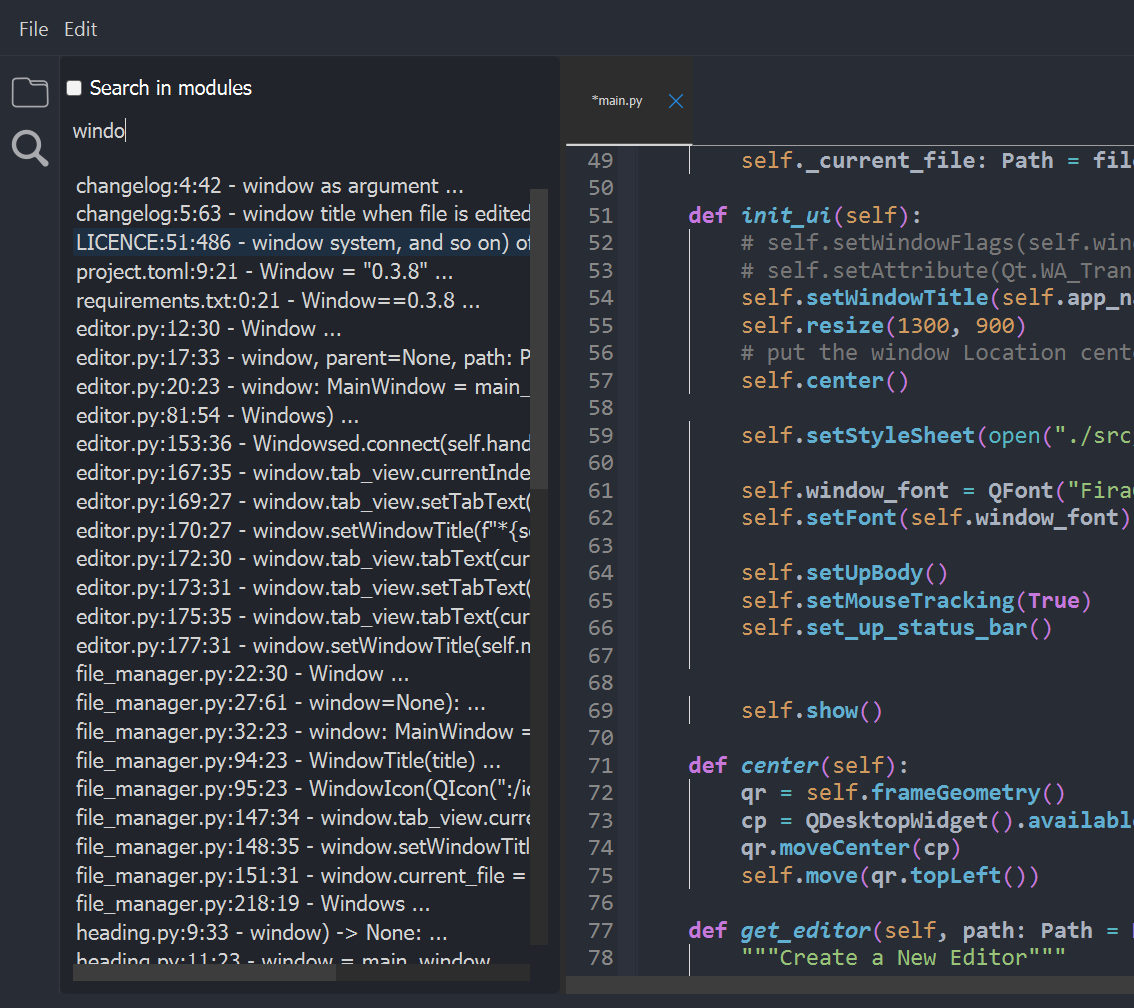 File Edit
Search in modules
windo
changelog:4:42 - window as argument ...
changelog:5:63 - window title when file is edited
LICENCE:51:486 - window system, and so on) of
project.toml:9:21 - Window = "0.3.8" ...
requirements.txt:0:21 - Window==0.3.8 ...
editor.py:12:30 - Window ...
editor.py:17:33 - window, parent=None, path: P
editor.py:20:23 - window: MainWindow = main_
editor.py:81:54 - Windows) ...
editor.py:153:36 - Windowsed.connect(self.hand
editor.py:167:35 - window.tab_view.currentInde
editor.py:169:27 - window.tab_view.setTabText(
editor.py:170:27 - window.setWindowTitle(f"*{se
editor.py:172:30 - window.tab_view.tabText(cur
editor.py:173:31 - window.tab_view.setTabText(
editor.py:175:35 - window.tab_view.tabText(cur
editor.py:177:31 - window.setWindowTitle(self.m
file_manager.py:22:30 - Window ...
file_manager.py:27:61 - window=None): ...
file_manager.py:32:23 - window: MainWindow =
file_manager.py:94:23 - WindowTitle(title) ...
file_manager.py:95:23 - WindowIcon(QIcon(":/ic
file_manager.py:147:34 - window.tab_view.curre
file_manager.py:148:35 - window.setWindowTitl
file_manager.py:151:31 - window.current_file =
file_manager.py:218:19 - Windows ...
heading.py:9:33 - window) -> None: ...
heading.py:11:23 - window = main_window
*main.py
49 self._current_file: Path = file
50
51 def init_ui(self):
52 # self.setWindowFlags(self.win
53 # self.setAttribute(Qt.WA_Tran
54 self.setWindowTitle(self.app_na
55 self.resize(1300, 900)
56 # put the window Location cente
57 self.center()
58
59 self.setStyleSheet(open("./src
60
61 self.window_font = QFont("Fira
62 self.setFont(self.window_font)
63
64 self.setUpBody()
65 self.setMouseTracking(True)
66 self.set_up_status_bar()
67
68
69 self.show()
70
71 def center(self):
72 qr = self.frameGeometry()
73 cp = QDesktopWidget().available
74 qr.moveCenter(cp)
75 self.move(qr.topLeft())
76
77 def get_editor(self, path: Path =
78 """Create a New Editor"""